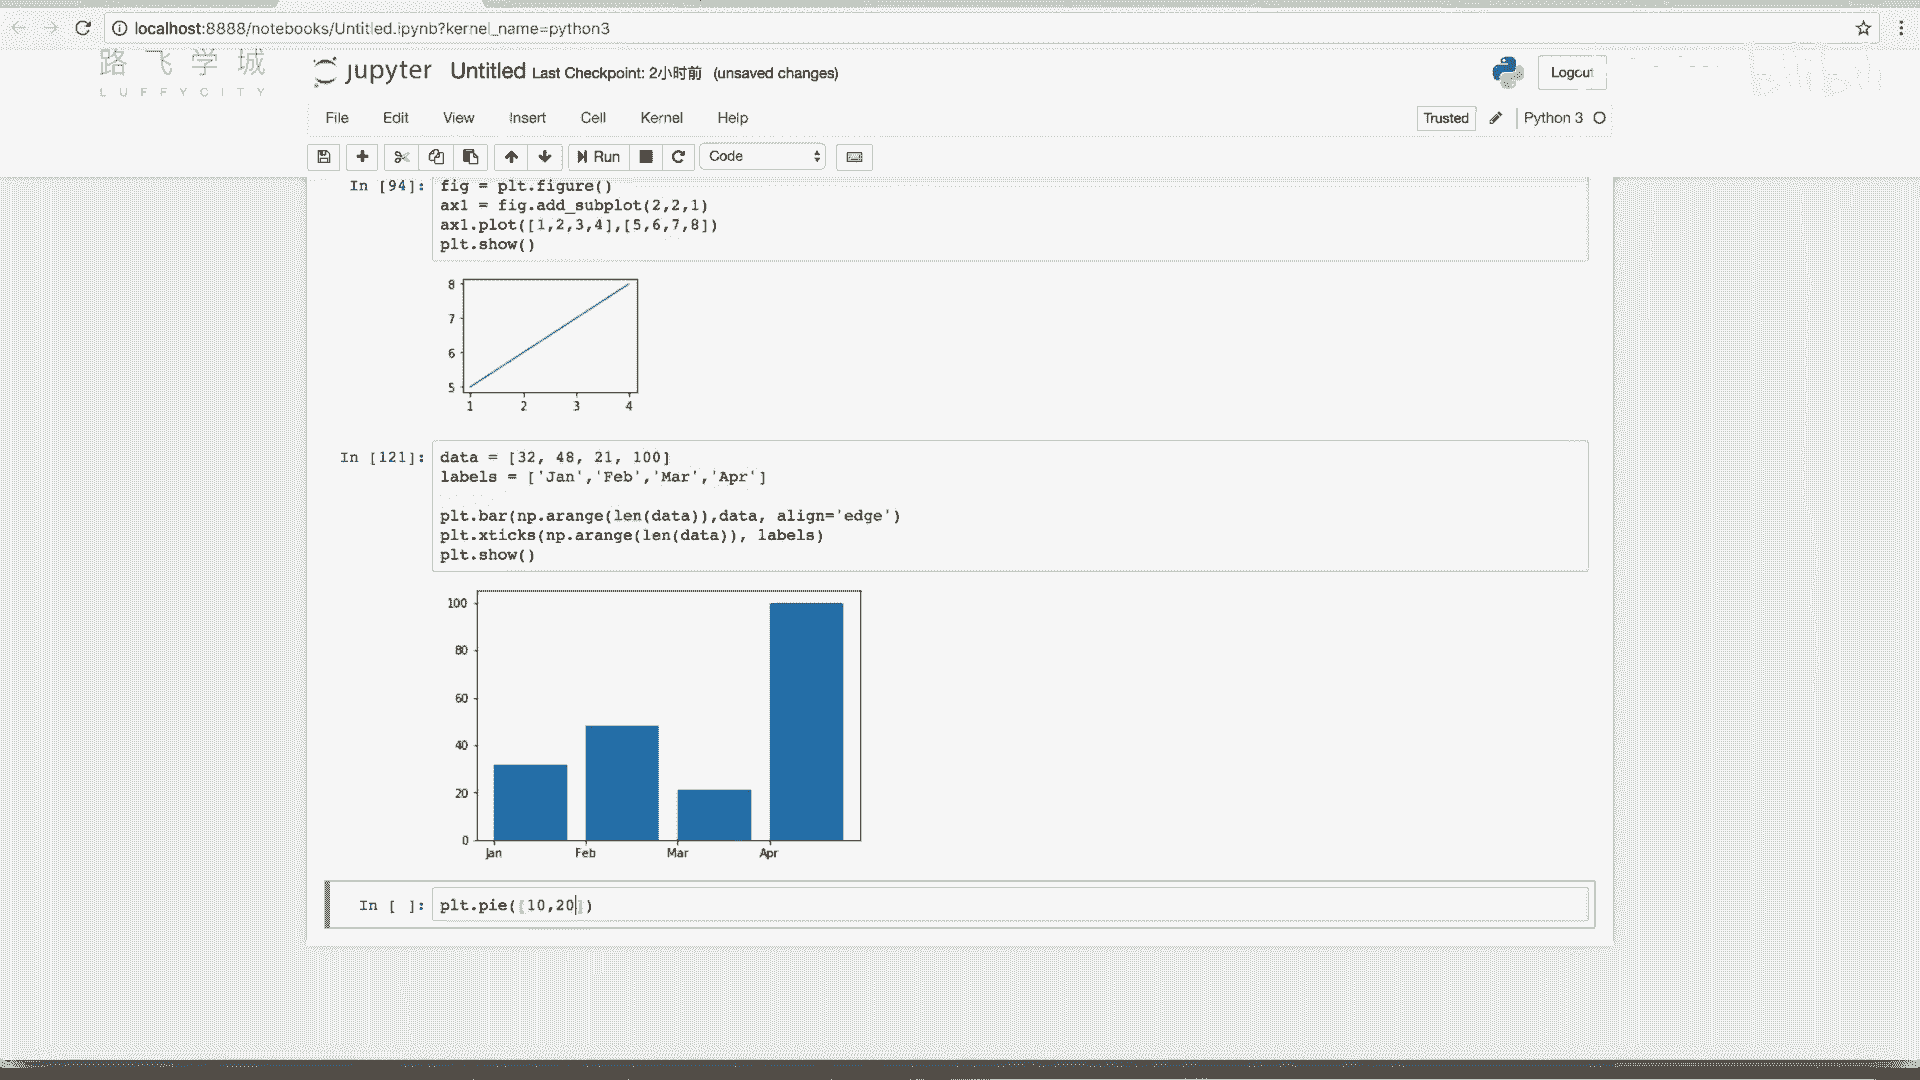 localhost:8888/notebooks/Untitled.ipynb?kernel_name=python3
路飞学城
LUFFYCITY
jupyter Untitled Last Checkpoint: 2小时前 (unsaved changes)
Logout
File Edit View Insert Cell Kernel Help
Trusted Python 3
Run Code
In [94]: fig = plt.figure()
ax1 = fig.add_subplot(2,2,1)
ax1.plot([1,2,3,4],[5,6,7,8])
plt.show()
8
7
6
5
1 2 3 4
In [121]: data = [32, 48, 21, 100]
labels = ['Jan','Feb','Mar','Apr']
plt.bar(np.arange(len(data)),data, align='edge')
plt.xticks(np.arange(len(data)), labels)
plt.show()
100
80
60
40
20
0
Jan Feb Mar Apr
In [ ]: plt.pie([10,20])